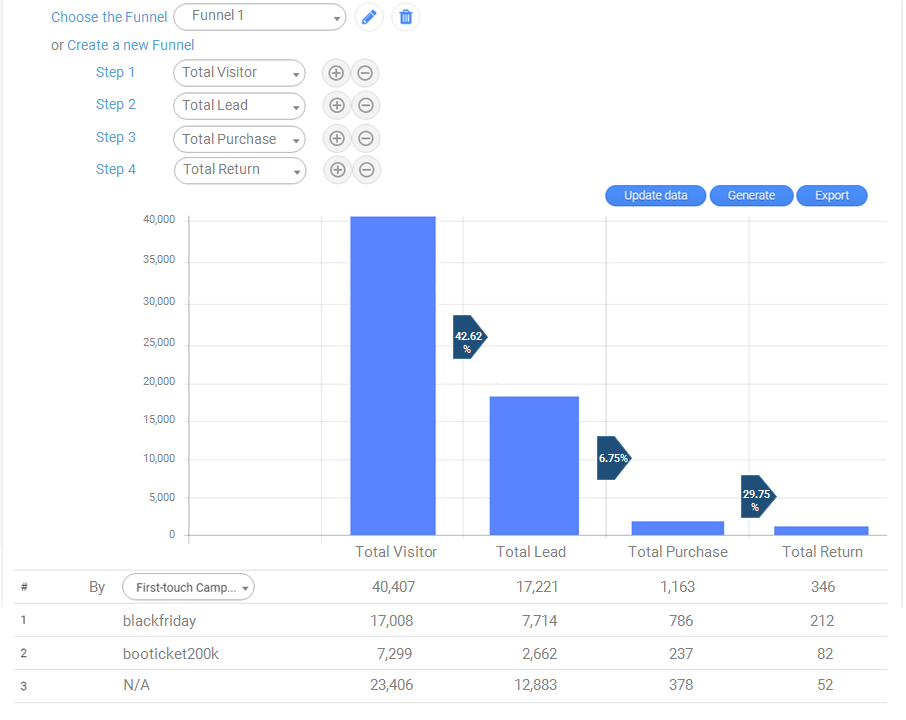 Choose the Funnel Funnel 1
or Create a new Funnel
Step 1 Total Visitor
Step 2 Total Lead
Step 3 Total Purchase
Step 4 Total Return
Update data Generate Export
40,000
35,000
30,000
25,000
20,000
15,000
10,000
5,000
0
42.62
%
6.75%
29.75
%
Total Visitor Total Lead Total Purchase Total Return
# By First-touch Camp... 40,407 17,221 1,163 346
1 blackfriday 17,008 7,714 786 212
2 booticket200k 7,299 2,662 237 82
3 N/A 23,406 12,883 378 52